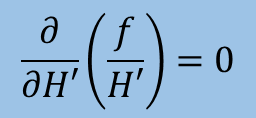 ∂/∂H′ (f/H′) = 0